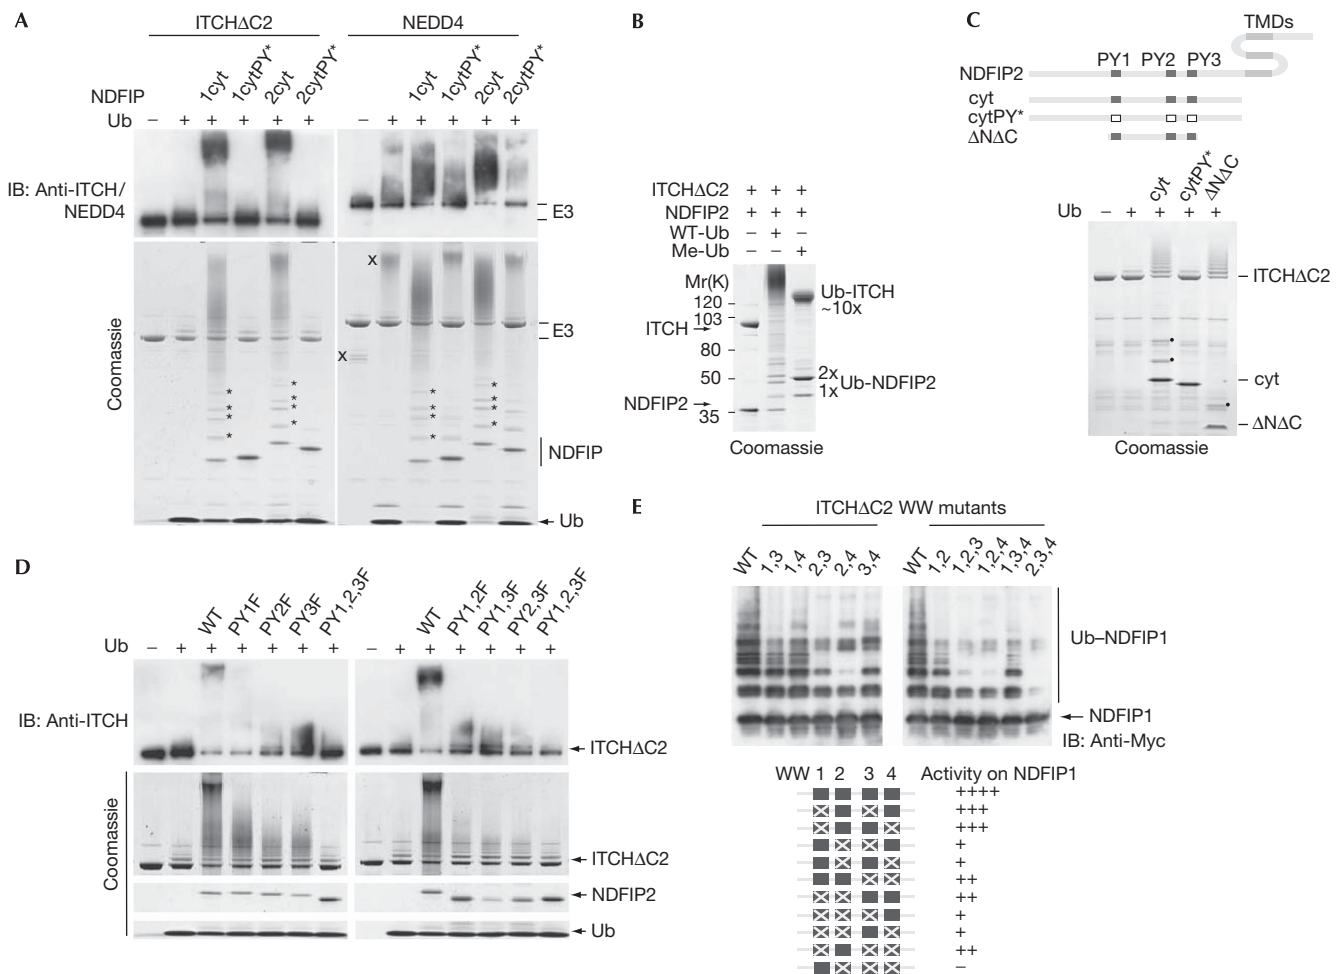 A
ITCHΔC2
NEDD4
NDFIP
1cyt
1cytPY*
2cyt
2cytPY*
1cyt
1cytPY*
2cyt
2cytPY*
Ub − + + + + + − + + + + +
IB: Anti-ITCH/
NEDD4
E3
Coomassie
x
x
E3
* * * *
* * * *
* * * *
* * * *
NDFIP
Ub
B
ITCHΔC2 + + +
NDFIP2 + + +
WT-Ub − + −
Me-Ub − − +
Mr(K)
120
103
80
50
35
ITCH
NDFIP2
Ub-ITCH
~10x
2x
1x
Ub-NDFIP2
Coomassie
C
TMDs
PY1 PY2 PY3
NDFIP2
cyt
cytPY*
ΔNΔC
cyt
cytPY*
ΔNΔC
Ub − + + + +
ITCHΔC2
cyt
ΔNΔC
Coomassie
D
WT
PY1F
PY2F
PY3F
PY1,2,3F
WT
PY1,2F
PY1,3F
PY2,3F
PY1,2,3F
Ub − + + + + + + − + + + + + +
IB: Anti-ITCH
ITCHΔC2
Coomassie
ITCHΔC2
NDFIP2
Ub
E
ITCHΔC2 WW mutants
WT
1,3
1,4
2,3
2,4
3,4
WT
1,2
1,2,3
1,2,4
1,3,4
2,3,4
Ub–NDFIP1
NDFIP1
IB: Anti-Myc
WW 1 2 3 4 Activity on NDFIP1
++++
+++
+++
+
+
++
++
+
+
++
−